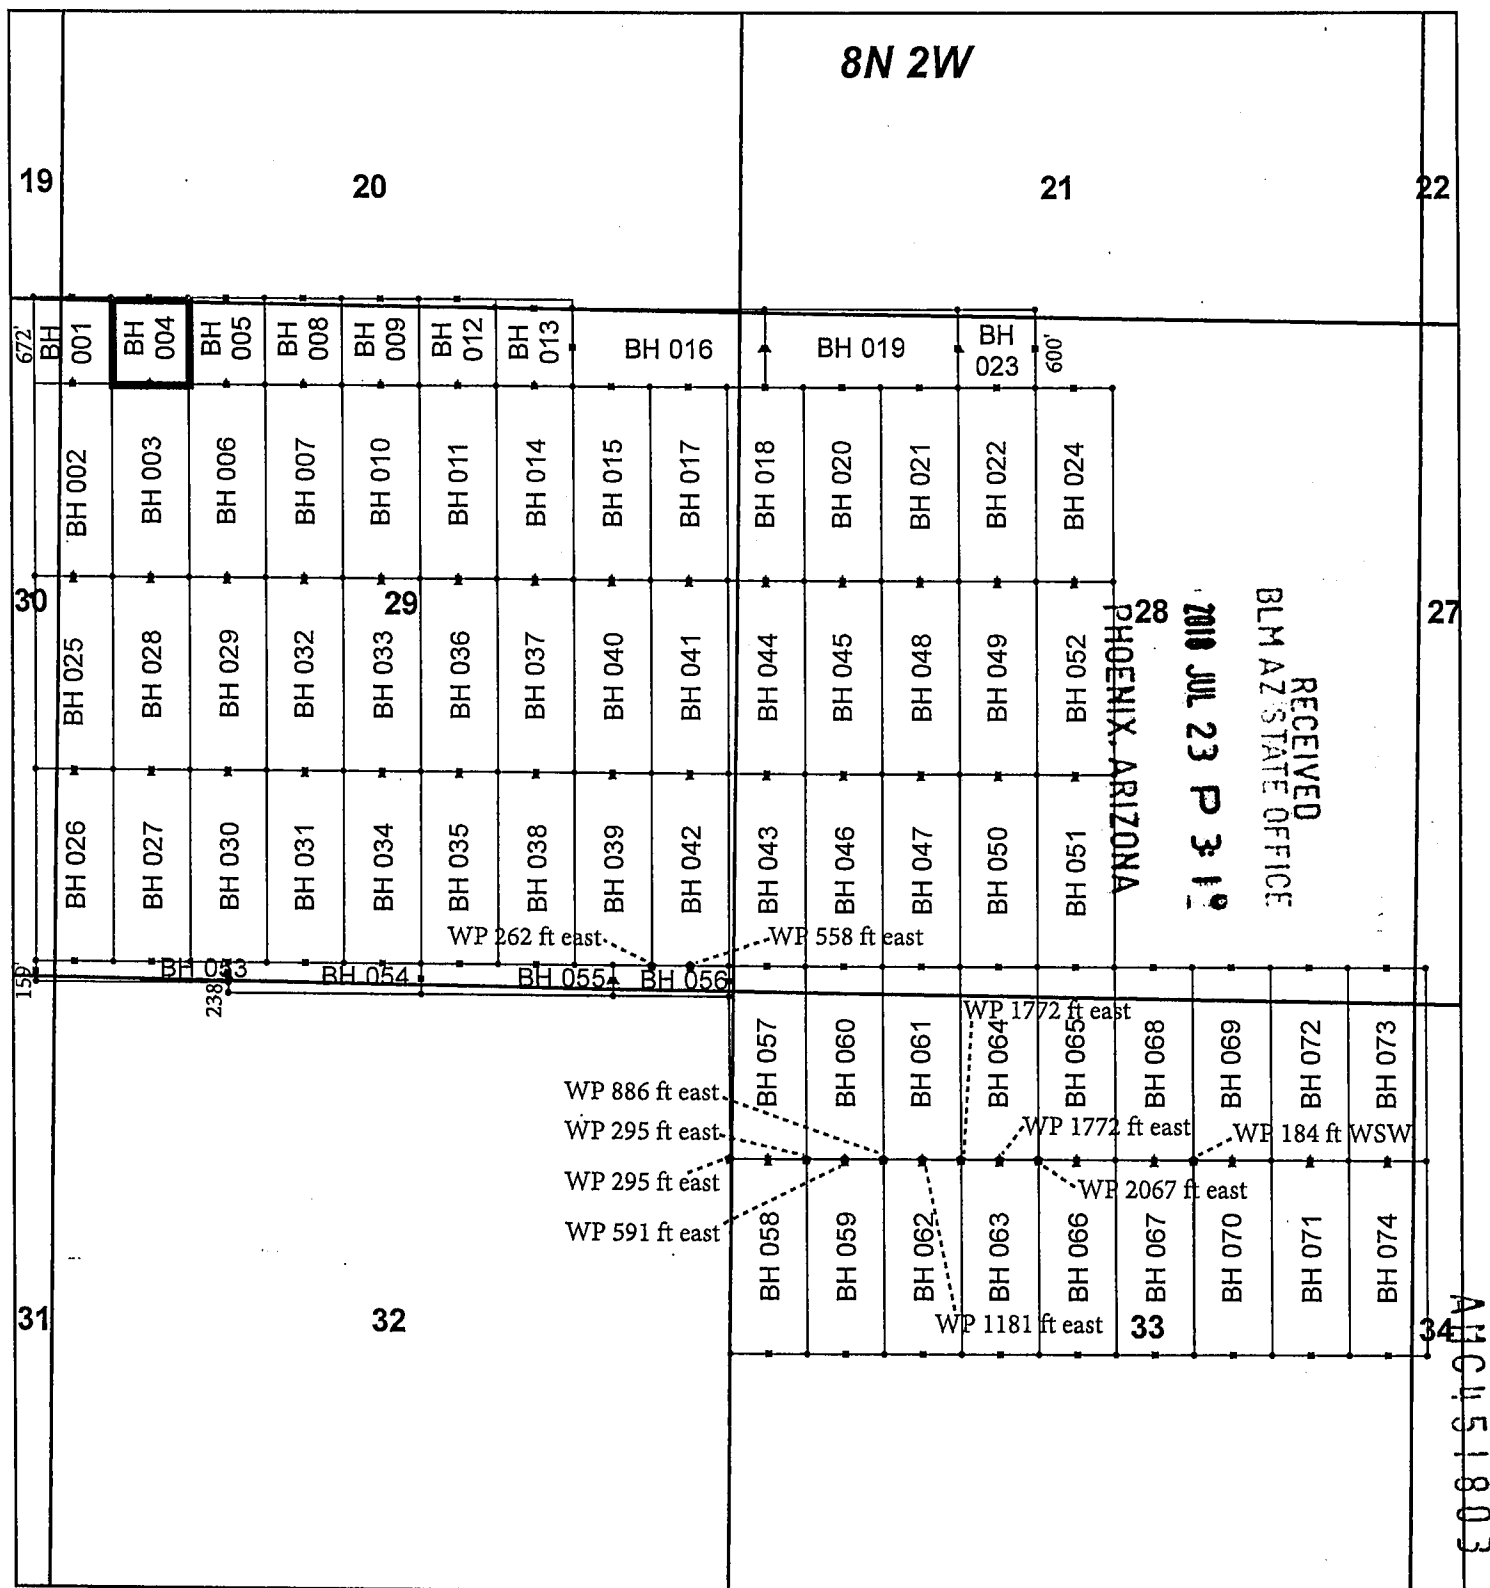 8N 2W
19
20
21
22
672'
BH 001
BH 004
BH 005
BH 008
BH 009
BH 012
BH 013
BH 016
BH 019
BH 023
600'
BH 002
BH 003
BH 006
BH 007
BH 010
BH 011
BH 014
BH 015
BH 017
BH 018
BH 020
BH 021
BH 022
BH 024
30
29
28
27
BH 025
BH 028
BH 029
BH 032
BH 033
BH 036
BH 037
BH 040
BH 041
BH 044
BH 045
BH 048
BH 049
BH 052
RECEIVED
BLM AZ STATE OFFICE
JUL 23 P 3:
PHOENIX, ARIZONA
BH 026
BH 027
BH 030
BH 031
BH 034
BH 035
BH 038
BH 039
BH 042
BH 043
BH 046
BH 047
BH 050
BH 051
WP 262 ft east
WP 558 ft east
159'
BH 053
238'
BH 054
BH 055
BH 056
WP 1772 ft east
BH 057
BH 060
BH 061
BH 064
BH 065
BH 068
BH 069
BH 072
BH 073
WP 886 ft east
WP 295 ft east
WP 1772 ft east
WP 184 ft WSW
WP 295 ft east
WP 2067 ft east
WP 591 ft east
BH 058
BH 059
BH 062
BH 063
BH 066
BH 067
BH 070
BH 071
BH 074
WP 1181 ft east
31
32
33
34
AMC451803